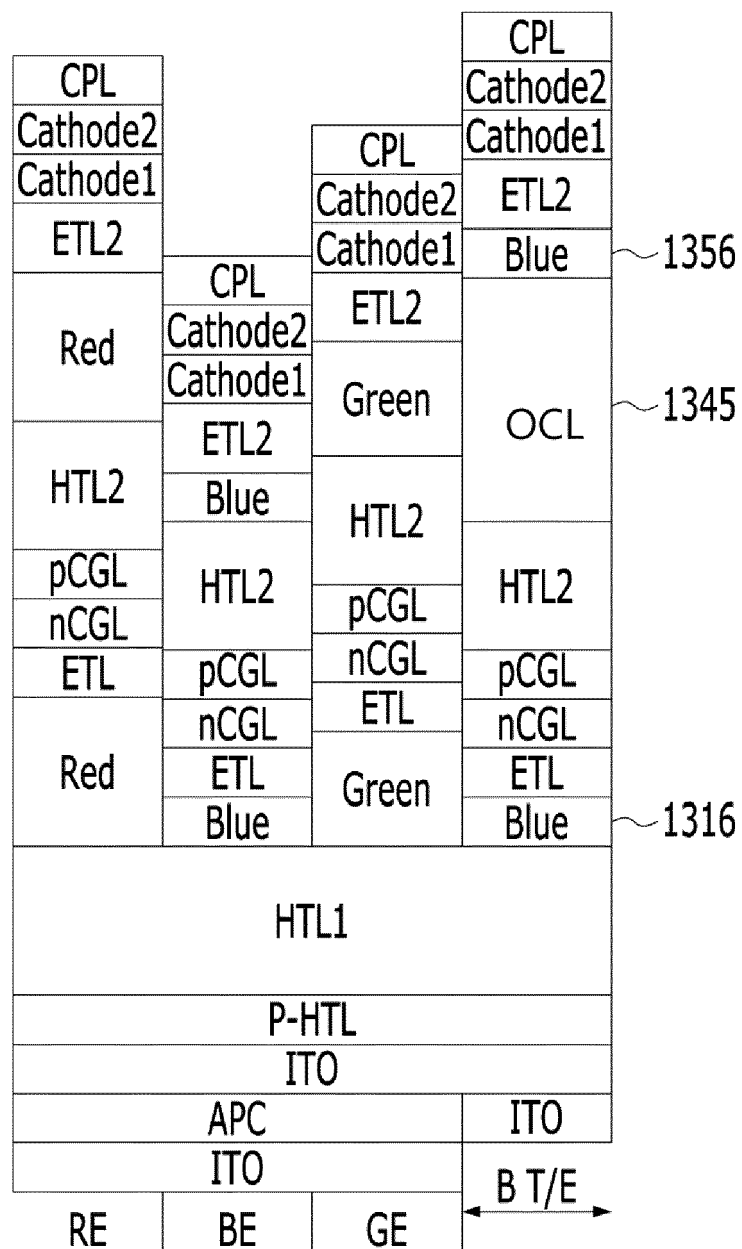 CPL
Cathode2
Cathode1
ETL2
Red
HTL2
pCGL
nCGL
ETL
Red
CPL
Cathode2
Cathode1
ETL2
Blue
HTL2
pCGL
nCGL
ETL
Blue
CPL
Cathode2
Cathode1
ETL2
Green
HTL2
pCGL
nCGL
ETL
Green
CPL
Cathode2
Cathode1
ETL2
Blue
1356
OCL
1345
HTL2
pCGL
nCGL
ETL
Blue
1316
HTL1
P-HTL
ITO
APC
ITO
ITO
RE
BE
GE
B T/E